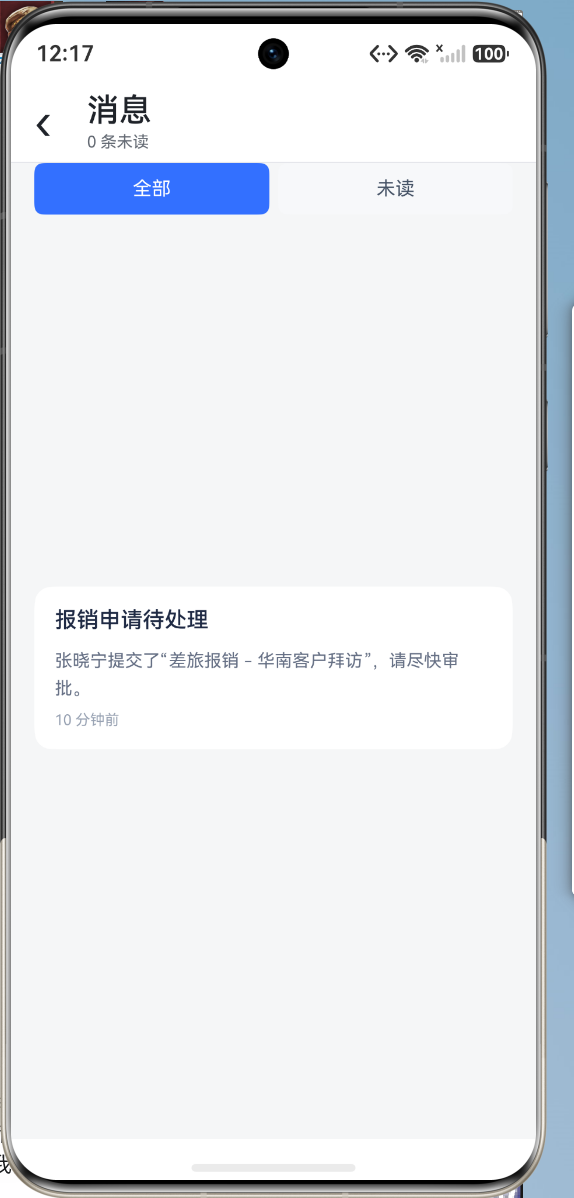 12:17
100
消息
0 条未读
全部
未读
报销申请待处理
张晓宁提交了“差旅报销 - 华南客户拜访”，请尽快审
批。
10 分钟前